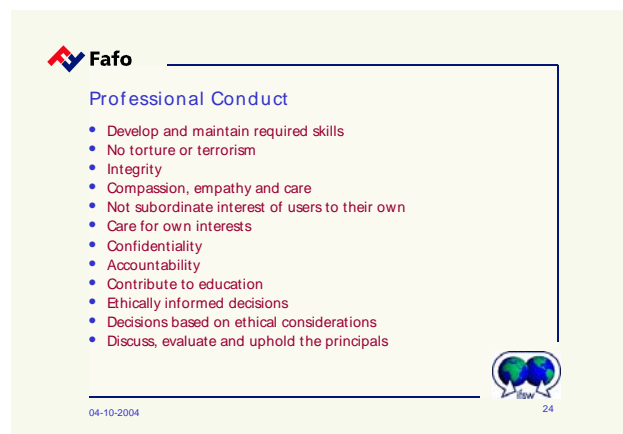 Fafo
Professional Conduct
• Develop and maintain required skills
• No torture or terrorism
• Integrity
• Compassion, empathy and care
• Not subordinate interest of users to their own
• Care for own interests
• Confidentiality
• Accountability
• Contribute to education
• Ethically informed decisions
• Decisions based on ethical considerations
• Discuss, evaluate and uphold the principals
ifsw
04-10-2004
24